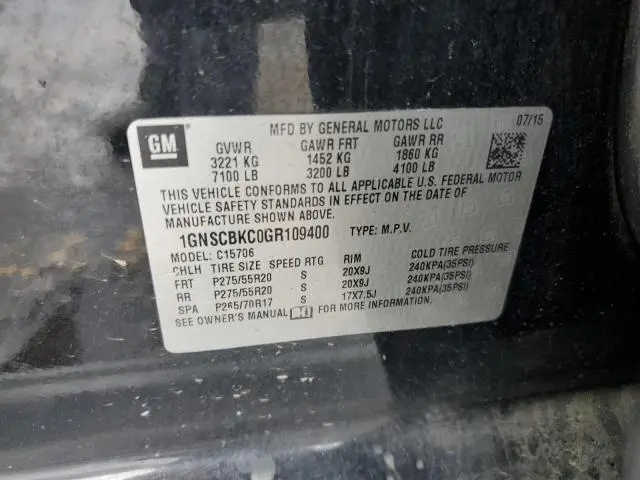 GM
MFD BY GENERAL MOTORS LLC 07/15
GVWR GAWR FRT GAWR RR
3221 KG 1452 KG 1860 KG
7100 LB 3200 LB 4100 LB
THIS VEHICLE CONFORMS TO ALL APPLICABLE U.S. FEDERAL MOTOR
VEHICLE SAFETY STANDARDS IN EFFECT ON THE DATE OF
MANUFACTURE SHOWN ABOVE.
1GNSCBKC0GR109400 TYPE: M.P.V.
MODEL: C15706
CHLH TIRE SIZE SPEED RTG RIM COLD TIRE PRESSURE
FRT P275/55R20 S 20X9J 240KPA(35PSI)
RR P275/55R20 S 20X9J 240KPA(35PSI)
SPA P265/70R17 S 17X7.5J 240KPA(35PSI)
SEE OWNER'S MANUAL FOR MORE INFORMATION.